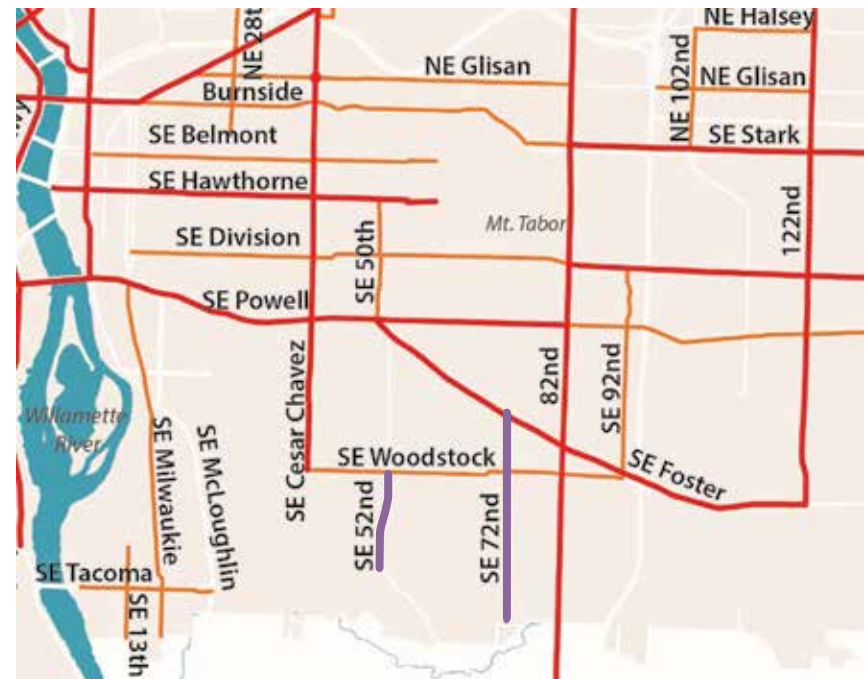 NE Halsey
NE 28th
NE Glisan
NE 102nd
NE Glisan
Burnside
SE Belmont
SE Stark
SE Hawthorne
Mt. Tabor
122nd
SE Division
SE 50th
SE Powell
82nd
SE 92nd
SE Cesar Chavez
Willamette
River
SE Milwaukie
SE McLoughlin
SE Woodstock
SE Foster
SE 52nd
SE 72nd
SE Tacoma
SE 13th